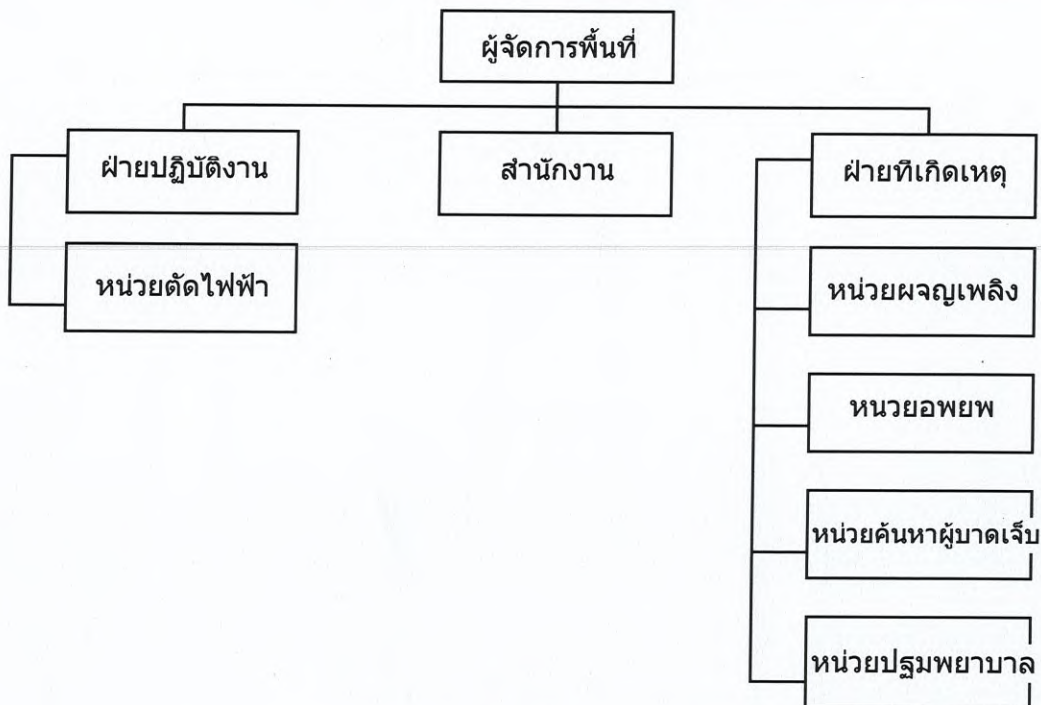 ผู้จัดการพื้นที่
ฝ่ายปฏิบัติงาน
สำนักงาน
ฝ่ายที่เกิดเหตุ
หน่วยตัดไฟฟ้า
หน่วยผจญเพลิง
หนวยอพยพ
หน่วยค้นหาผู้บาดเจ็บ
หน่วยปฐมพยาบาล